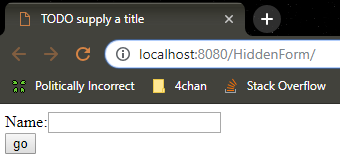 TODO supply a title
localhost:8080/HiddenForm/
Politically Incorrect 4chan Stack Overflow
Name:
go